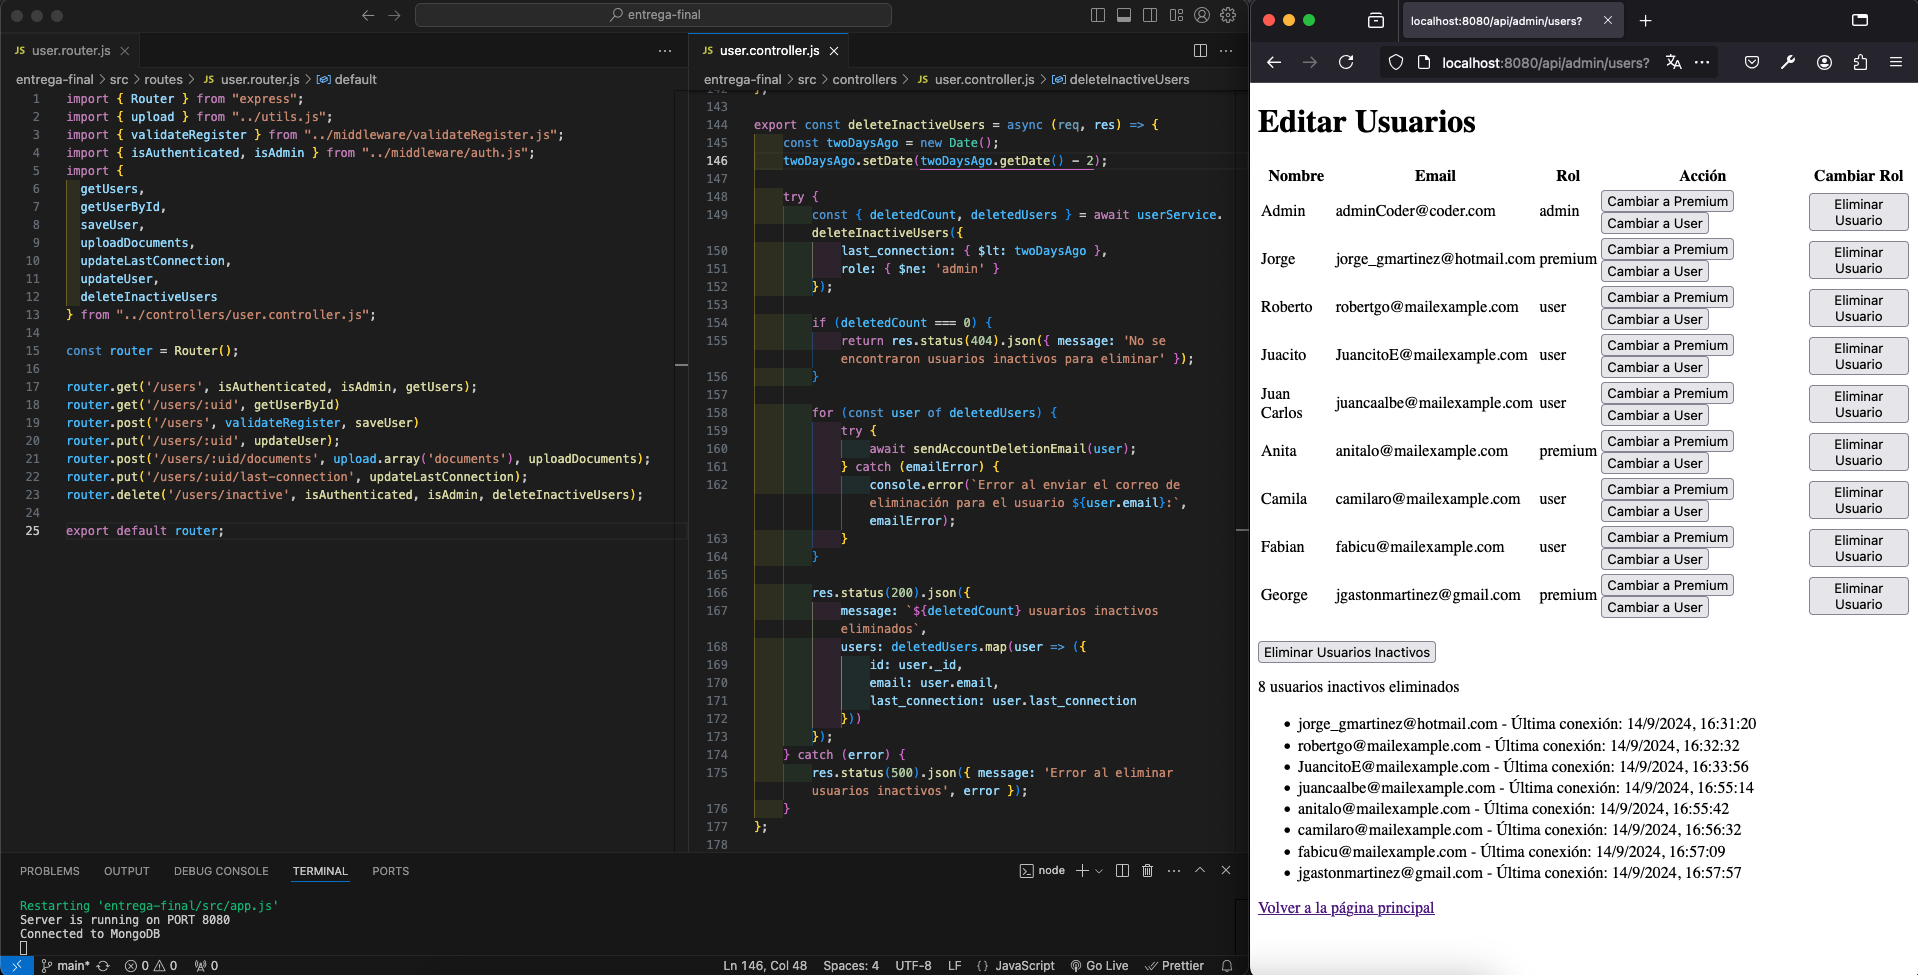 entrega-final
JS user.router.js
entrega-final > src > routes > JS user.router.js > default
1 import { Router } from "express";
2 import { upload } from "../utils.js";
3 import { validateRegister } from "../middleware/validateRegister.js";
4 import { isAuthenticated, isAdmin } from "../middleware/auth.js";
5 import {
6 getUsers,
7 getUserById,
8 saveUser,
9 uploadDocuments,
10 updateLastConnection,
11 updateUser,
12 deleteInactiveUsers
13 } from "../controllers/user.controller.js";
14
15 const router = Router();
16
17 router.get('/users', isAuthenticated, isAdmin, getUsers);
18 router.get('/users/:uid', getUserById)
19 router.post('/users', validateRegister, saveUser)
20 router.put('/users/:uid', updateUser);
21 router.post('/users/:uid/documents', upload.array('documents'), uploadDocuments);
22 router.put('/users/:uid/last-connection', updateLastConnection);
23 router.delete('/users/inactive', isAuthenticated, isAdmin, deleteInactiveUsers);
24
25 export default router;
JS user.controller.js
entrega-final > src > controllers > JS user.controller.js > deleteInactiveUsers
142 };
143
144 export const deleteInactiveUsers = async (req, res) => {
145 const twoDaysAgo = new Date();
146 twoDaysAgo.setDate(twoDaysAgo.getDate() - 2);
147
148 try {
149 const { deletedCount, deletedUsers } = await userService.
deleteInactiveUsers({
150 last_connection: { $lt: twoDaysAgo },
151 role: { $ne: 'admin' }
152 });
153
154 if (deletedCount === 0) {
155 return res.status(404).json({ message: 'No se
encontraron usuarios inactivos para eliminar' });
156 }
157
158 for (const user of deletedUsers) {
159 try {
160 await sendAccountDeletionEmail(user);
161 } catch (emailError) {
162 console.error(`Error al enviar el correo de
eliminación para el usuario ${user.email}:`,
emailError);
163 }
164 }
165
166 res.status(200).json({
167 message: `${deletedCount} usuarios inactivos
eliminados`,
168 users: deletedUsers.map(user => ({
169 id: user._id,
170 email: user.email,
171 last_connection: user.last_connection
172 }))
173 });
174 } catch (error) {
175 res.status(500).json({ message: 'Error al eliminar
usuarios inactivos', error });
176 }
177 };
178
PROBLEMS OUTPUT DEBUG CONSOLE TERMINAL PORTS
node
Restarting 'entrega-final/src/app.js'
Server is running on PORT 8080
Connected to MongoDB
main* 0 0 0
Ln 146, Col 48 Spaces: 4 UTF-8 LF {} JavaScript Go Live Prettier
localhost:8080/api/admin/users?
localhost:8080/api/admin/users?
Editar Usuarios
Nombre Email Rol Acción Cambiar Rol
Admin adminCoder@coder.com admin Cambiar a Premium Cambiar a User Eliminar Usuario
Jorge jorge_gmartinez@hotmail.com premium Cambiar a Premium Cambiar a User Eliminar Usuario
Roberto robertgo@mailexample.com user Cambiar a Premium Cambiar a User Eliminar Usuario
Juacito JuancitoE@mailexample.com user Cambiar a Premium Cambiar a User Eliminar Usuario
Juan Carlos juancaalbe@mailexample.com user Cambiar a Premium Cambiar a User Eliminar Usuario
Anita anitalo@mailexample.com premium Cambiar a Premium Cambiar a User Eliminar Usuario
Camila camilaro@mailexample.com user Cambiar a Premium Cambiar a User Eliminar Usuario
Fabian fabicu@mailexample.com user Cambiar a Premium Cambiar a User Eliminar Usuario
George jgastonmartinez@gmail.com premium Cambiar a Premium Cambiar a User Eliminar Usuario
Eliminar Usuarios Inactivos
8 usuarios inactivos eliminados
• jorge_gmartinez@hotmail.com - Última conexión: 14/9/2024, 16:31:20
• robertgo@mailexample.com - Última conexión: 14/9/2024, 16:32:32
• JuancitoE@mailexample.com - Última conexión: 14/9/2024, 16:33:56
• juancaalbe@mailexample.com - Última conexión: 14/9/2024, 16:55:14
• anitalo@mailexample.com - Última conexión: 14/9/2024, 16:55:42
• camilaro@mailexample.com - Última conexión: 14/9/2024, 16:56:32
• fabicu@mailexample.com - Última conexión: 14/9/2024, 16:57:09
• jgastonmartinez@gmail.com - Última conexión: 14/9/2024, 16:57:57
Volver a la página principal